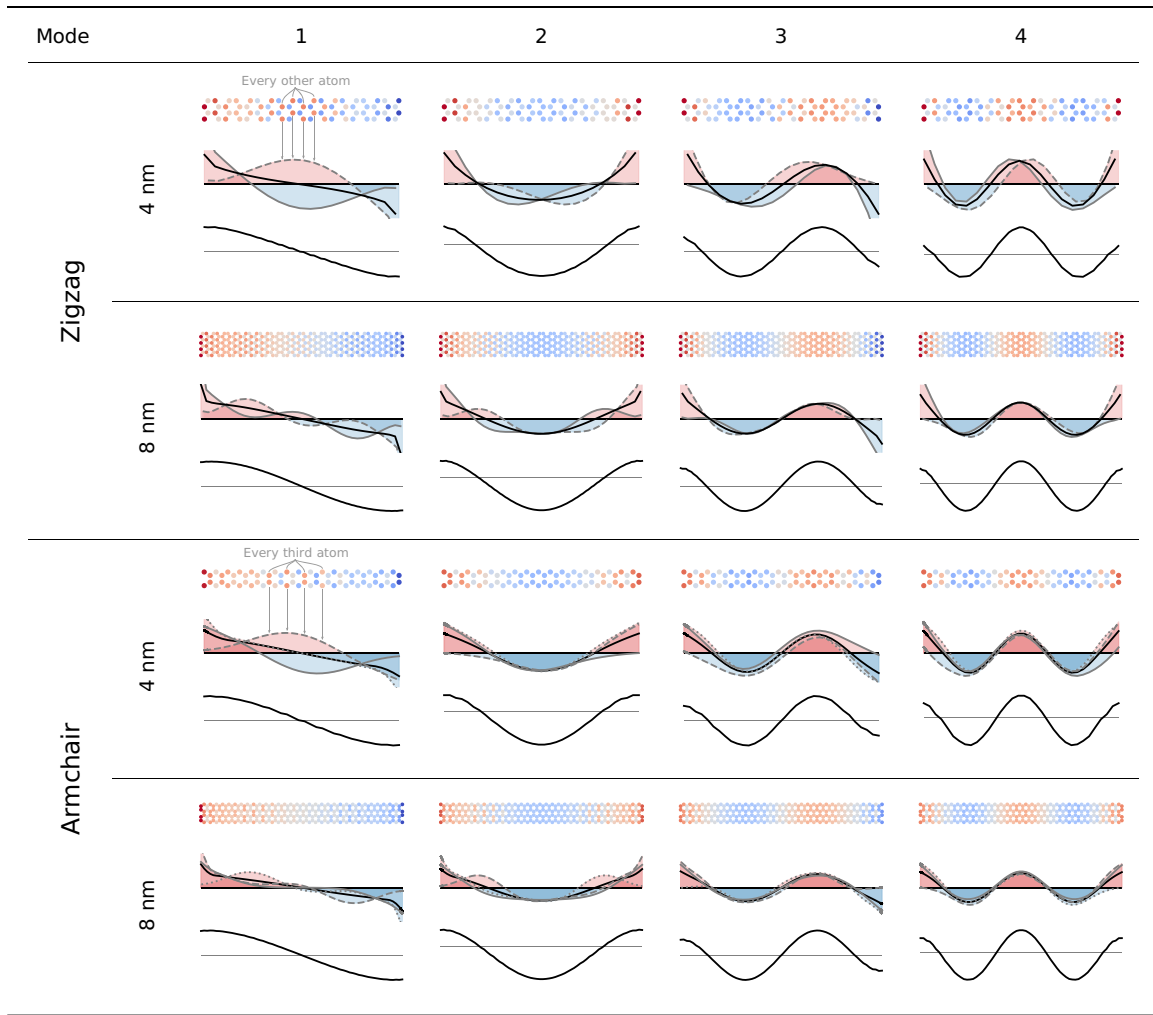 Mode 1 2 3 4
Every other atom
4 nm
Zigzag
8 nm
Every third atom
4 nm
Armchair
8 nm